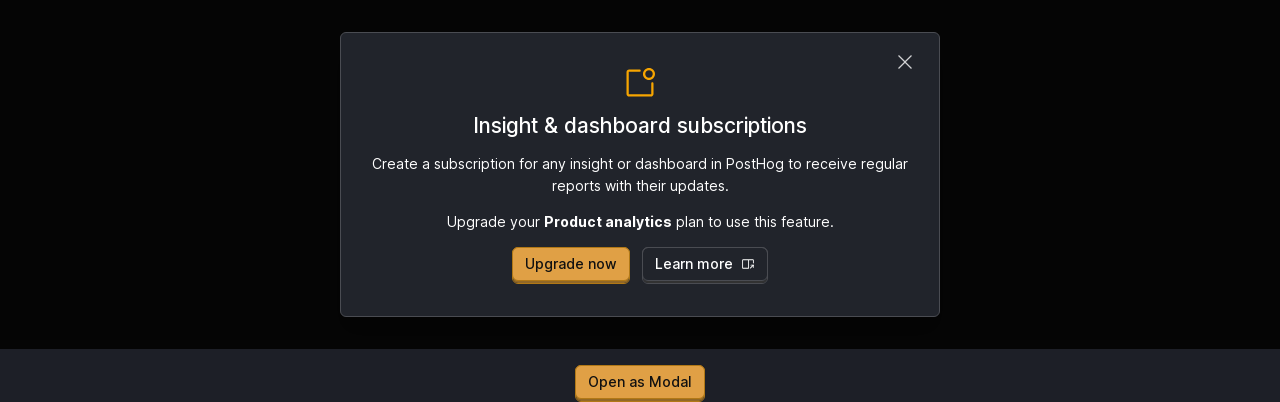 Insight & dashboard subscriptions
Create a subscription for any insight or dashboard in PostHog to receive regular
reports with their updates.
Upgrade your Product analytics plan to use this feature.
Upgrade now
Learn more
Open as Modal